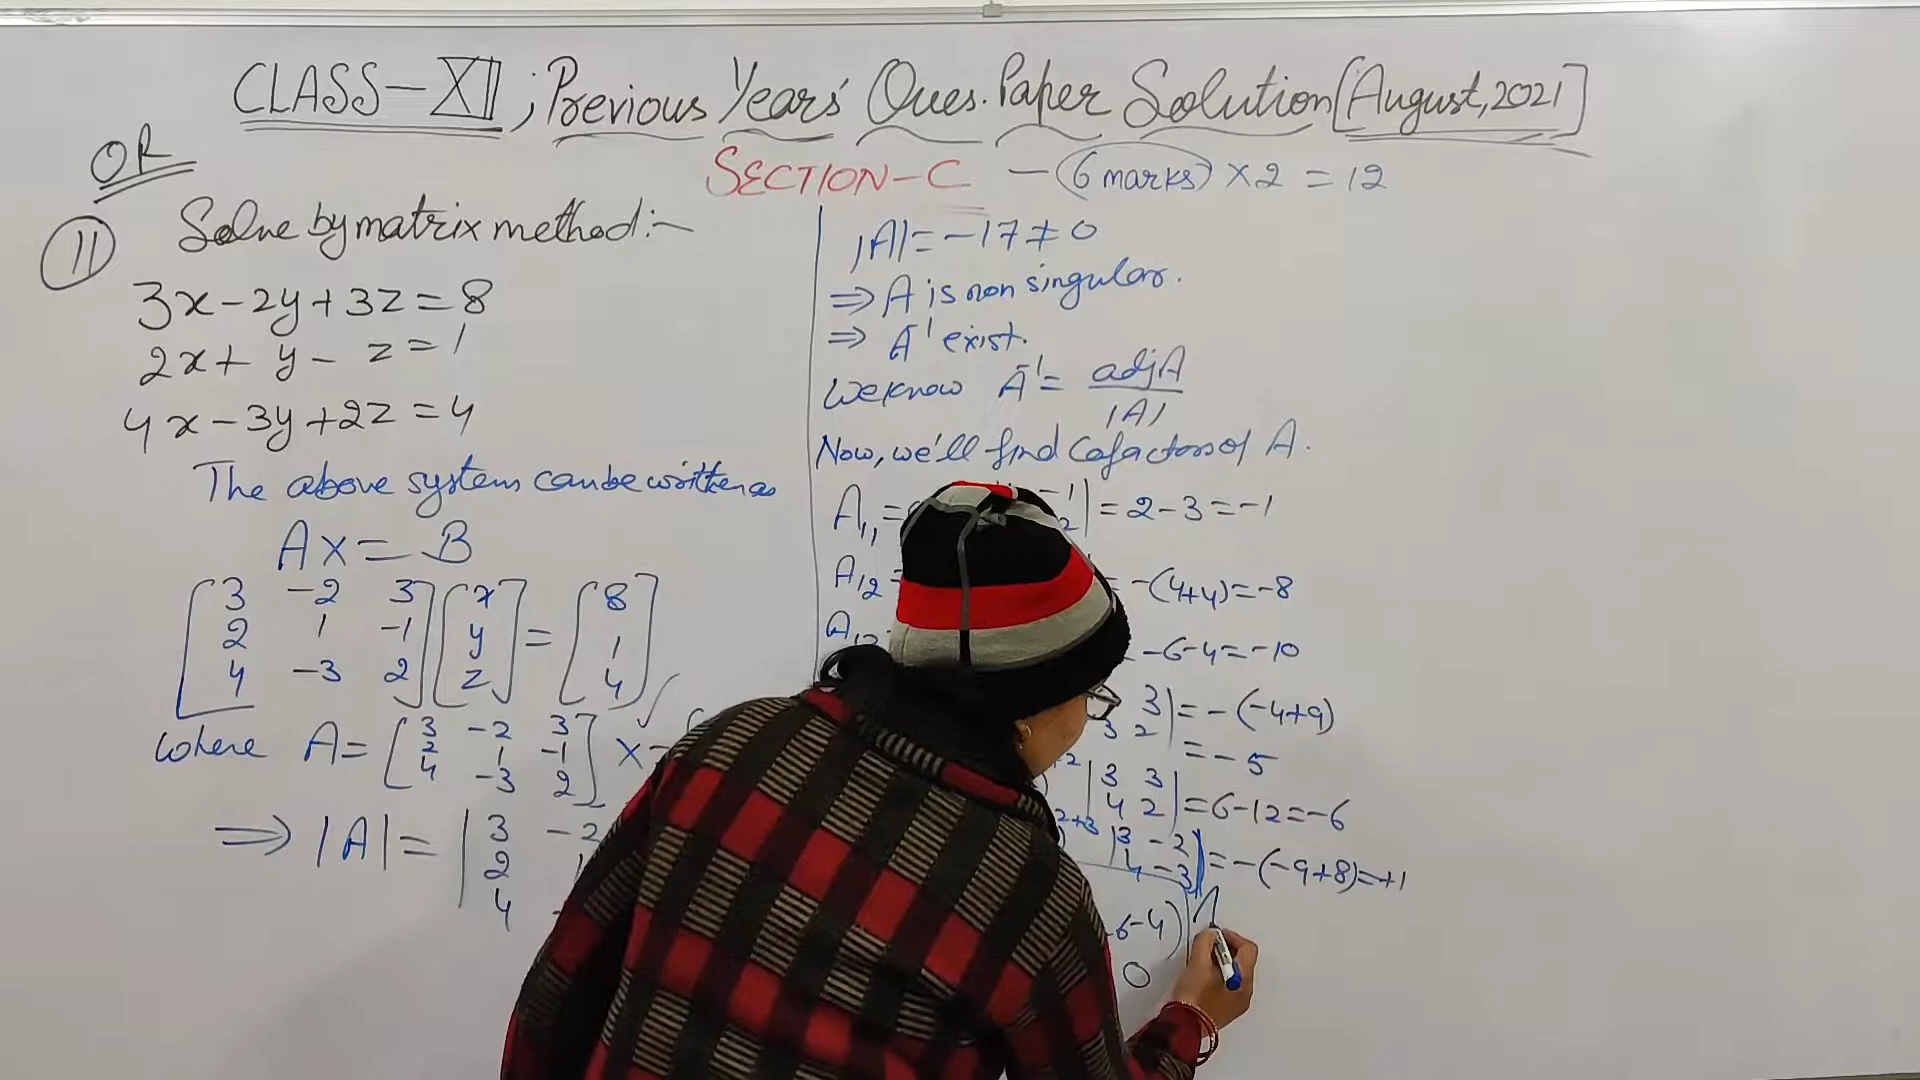 CLASS-XII ; Previous Years' Ques. Paper Solution [August, 2021]
OR
SECTION-C - (6 marks) × 2 = 12
11 Solve by matrix method :-
3x - 2y + 3z = 8
2x + y - z = 1
4x - 3y + 2z = 4
The above system can be written as
AX = B
[3 -2 3] [x] = [8]
[2 1 -1] [y] [1]
[4 -3 2] [z] [4]
where A = [3 -2 3] X =
[2 1 -1]
[4 -3 2]
⇒ |A| = |3 -2
2 1
4 -
|A| = -17 ≠ 0
⇒ A is non singular.
⇒ A⁻¹ exist.
We know A⁻¹ = adjA
|A|
Now, we'll find Cofactors of A.
A₁₁ = -1| = 2 - 3 = -1
2|
A₁₂ = = -(4+4) = -8
A₁₃ -6-4 = -10
3| = -(-4+9)
3 2| = -5
|3 3|
|4 2| = 6-12 = -6
2+3 |3 -2|
|4 -3| = -(-9+8) = +1
-6-4)
0